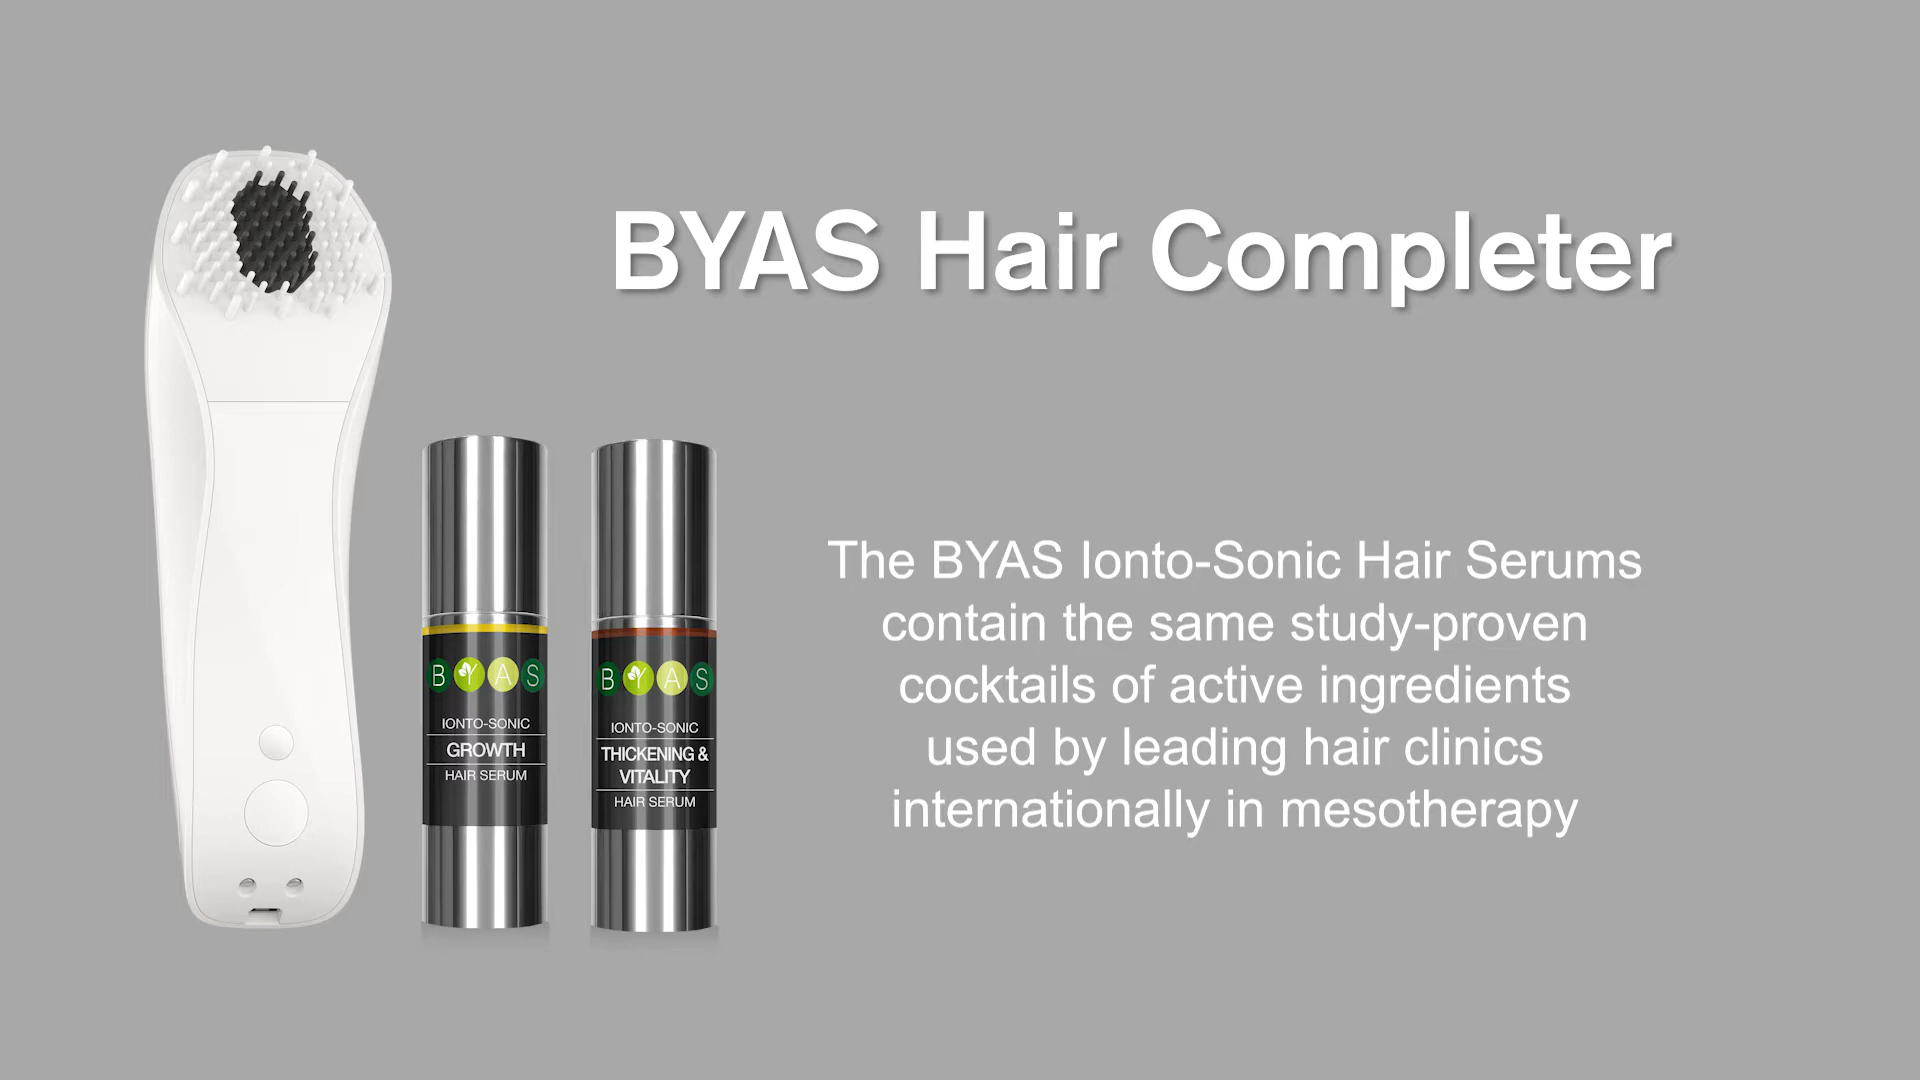 BYAS Hair Completer
The BYAS Ionto-Sonic Hair Serums
contain the same study-proven
cocktails of active ingredients
used by leading hair clinics
internationally in mesotherapy
BYAS
IONTO-SONIC
GROWTH
HAIR SERUM
BYAS
IONTO-SONIC
THICKENING &
VITALITY
HAIR SERUM